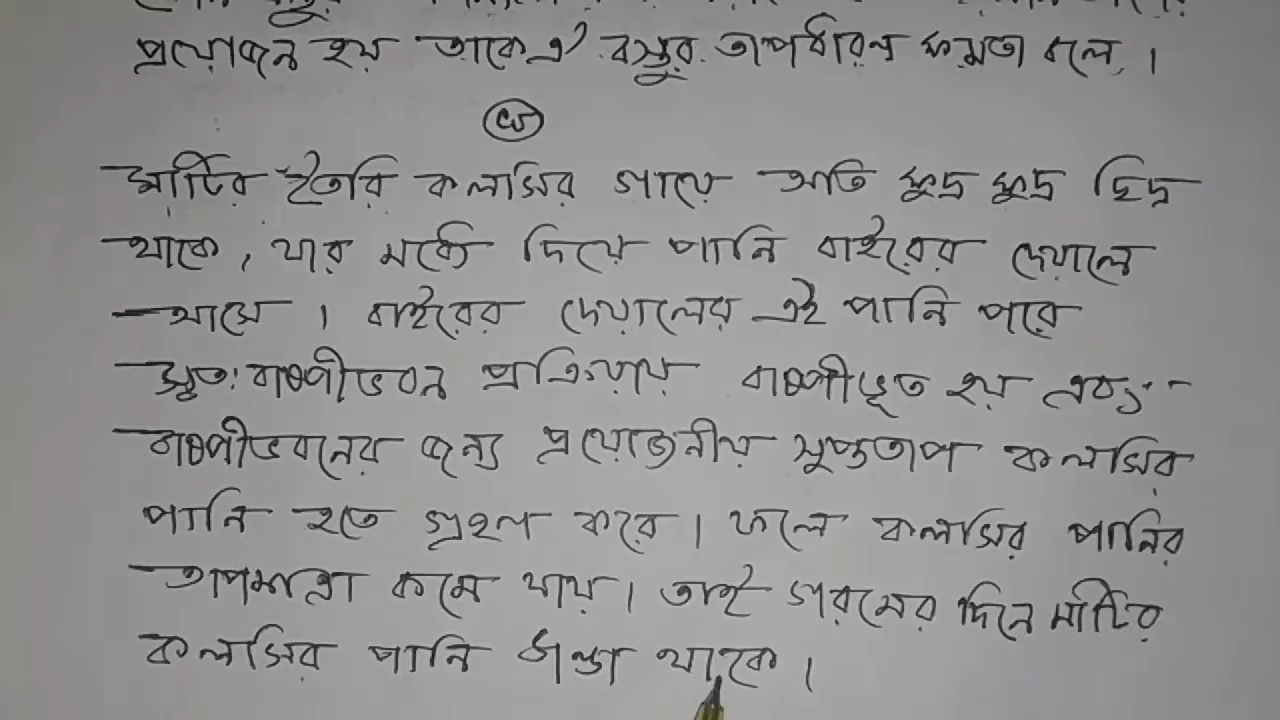 প্রয়োজন হয় তাকে ঐ বস্তুর তাপধারণ ক্ষমতা বলে।
মাটির তৈরি কলসির গায়ে অতি ক্ষুদ্র ক্ষুদ্র ছিদ্র
থাকে, যার মধ্যে দিয়ে পানি বাইরের দেয়ালে
আসে। বাইরের দেয়ালের এই পানি পরে
স্বতঃবাষ্পীভবন প্রক্রিয়ায় বাষ্পীভূত হয় এবং
বাষ্পীভবনের জন্য প্রয়োজনীয় সুপ্ততাপ কলসির
পানি হতে গ্রহণ করে। ফলে কলসির পানির
তাপমাত্রা কমে যায়। তাই গরমের দিনে মাটির
কলসির পানি ঠান্ডা থাকে।